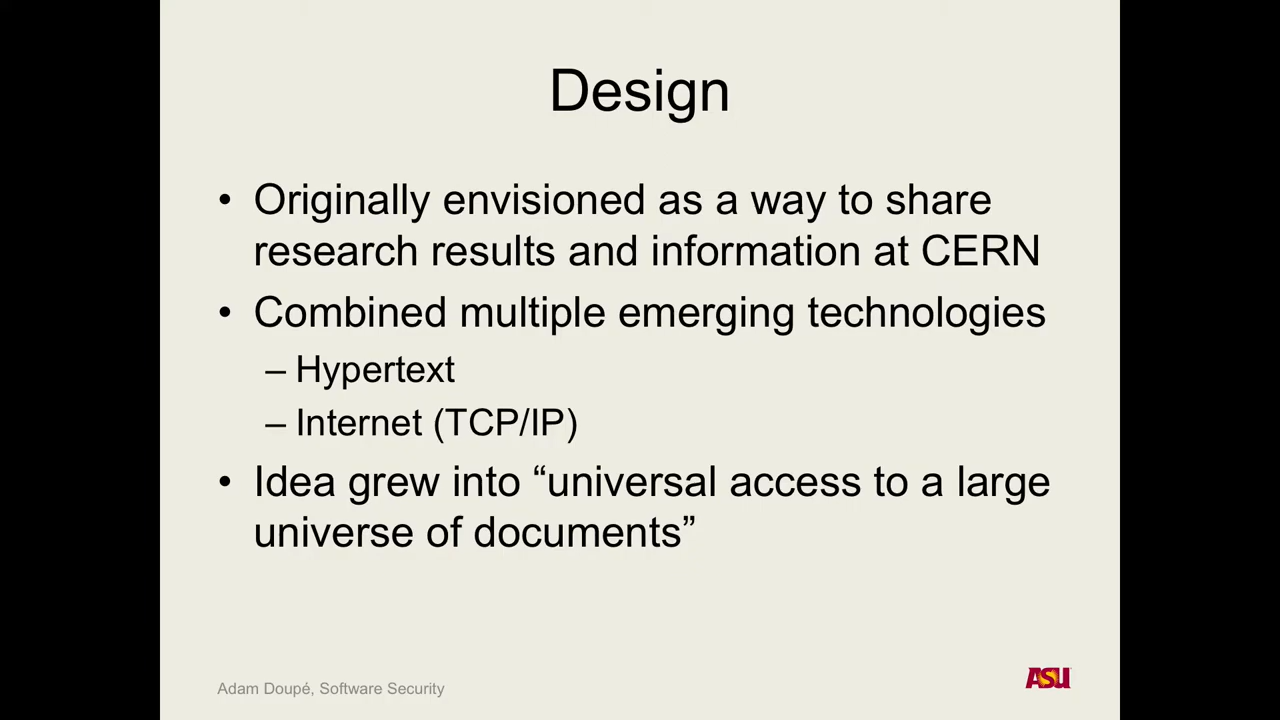 Design
• Originally envisioned as a way to share
research results and information at CERN
• Combined multiple emerging technologies
– Hypertext
– Internet (TCP/IP)
• Idea grew into “universal access to a large
universe of documents”
Adam Doupé, Software Security
ASU